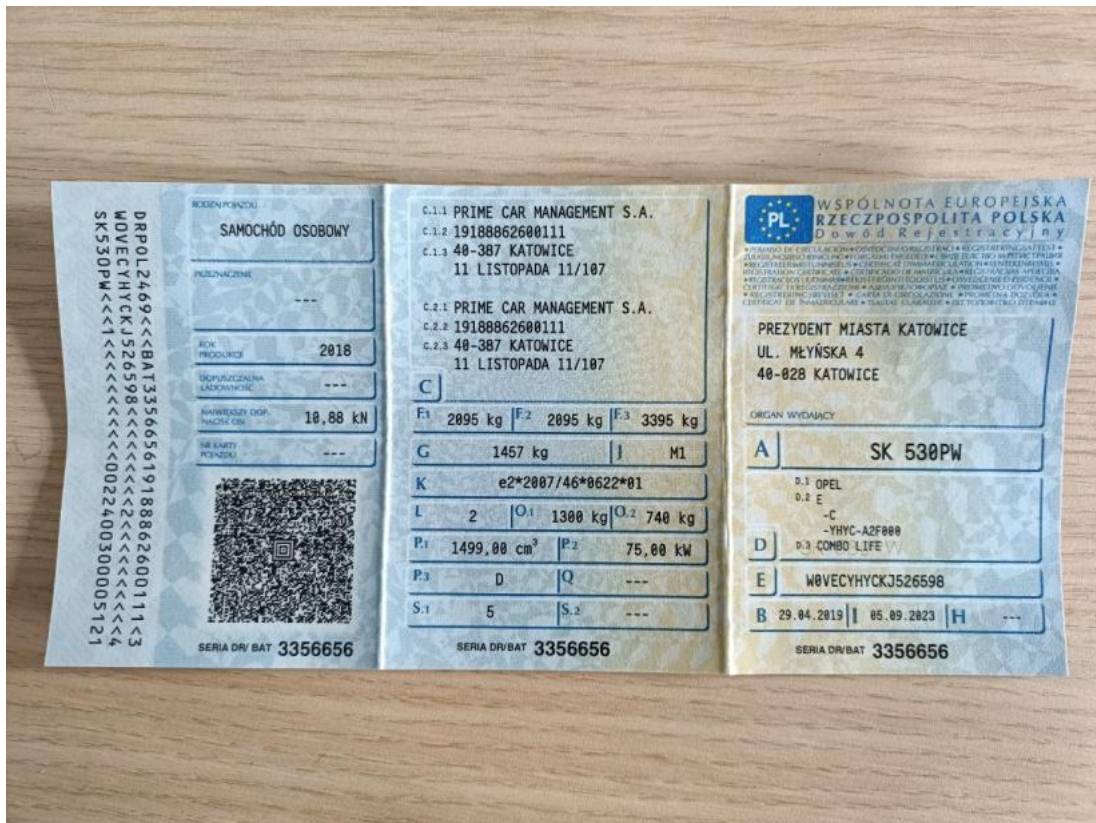 DRPOL2469<<<BAT33566561918886260011​1<3
W0VECYHYCKJ526598<<<<<<<2<<<<<<<<4
SK530PW<<<1<<<<<<<<0022400300005121
RODZAJ POJAZDU
SAMOCHÓD OSOBOWY
PRZEZNACZENIE
---
ROK PRODUKCJI 2018
DOPUSZCZALNA ŁADOWNOŚĆ ---
NAJWIĘKSZY DOP. NACISK OSI 10,88 kN
NR KARTY POJAZDU ---
SERIA DR/ BAT 3356656
C.1.1 PRIME CAR MANAGEMENT S.A.
C.1.2 19188862600111
C.1.3 40-387 KATOWICE
11 LISTOPADA 11/107
C.2.1 PRIME CAR MANAGEMENT S.A.
C.2.2 19188862600111
C.2.3 40-387 KATOWICE
11 LISTOPADA 11/107
C
F.1 2095 kg F.2 2095 kg F.3 3395 kg
G 1457 kg J M1
K e2*2007/46*0622*01
L 2 O.1 1300 kg O.2 740 kg
P.1 1499,00 cm³ P.2 75,00 kW
P.3 D Q ---
S.1 5 S.2 ---
SERIA DR/BAT 3356656
PL
WSPÓLNOTA EUROPEJSKA
RZECZPOSPOLITA POLSKA
Dowód Rejestracyjny
PREZYDENT MIASTA KATOWICE
UL. MŁYŃSKA 4
40-028 KATOWICE
ORGAN WYDAJĄCY
A SK 530PW
D.1 OPEL
D.2 E
-C
-YHYC-A2F000
D D.3 COMBO LIFE
E W0VECYHYCKJ526598
B 29.04.2019 I 05.09.2023 H ---
SERIA DR/BAT 3356656